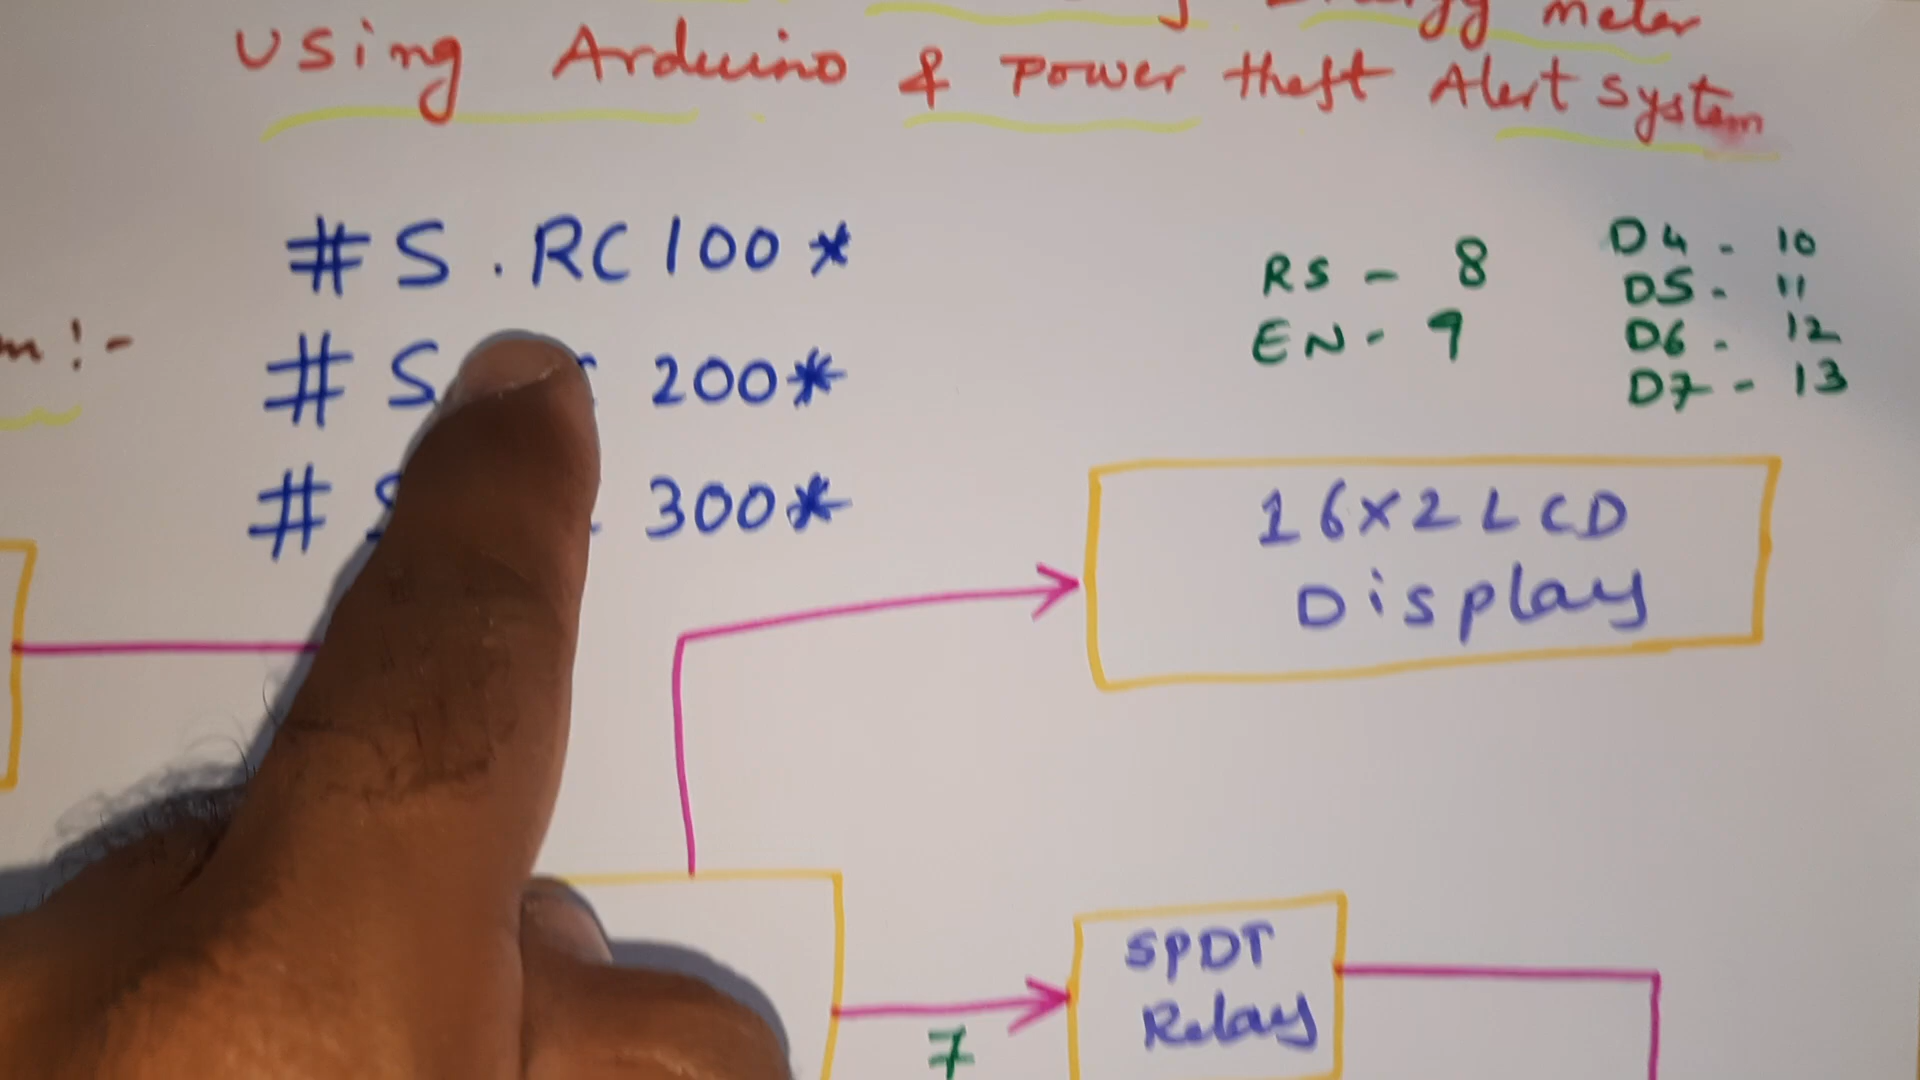 Energy meter
Using Arduino & Power theft Alert System
# S.RC100*
# S 200*
# S 300*
RS - 8
EN - 9
D4 - 10
D5 - 11
D6 - 12
D7 - 13
16x2 LCD
Display
SPDT
Relay
7